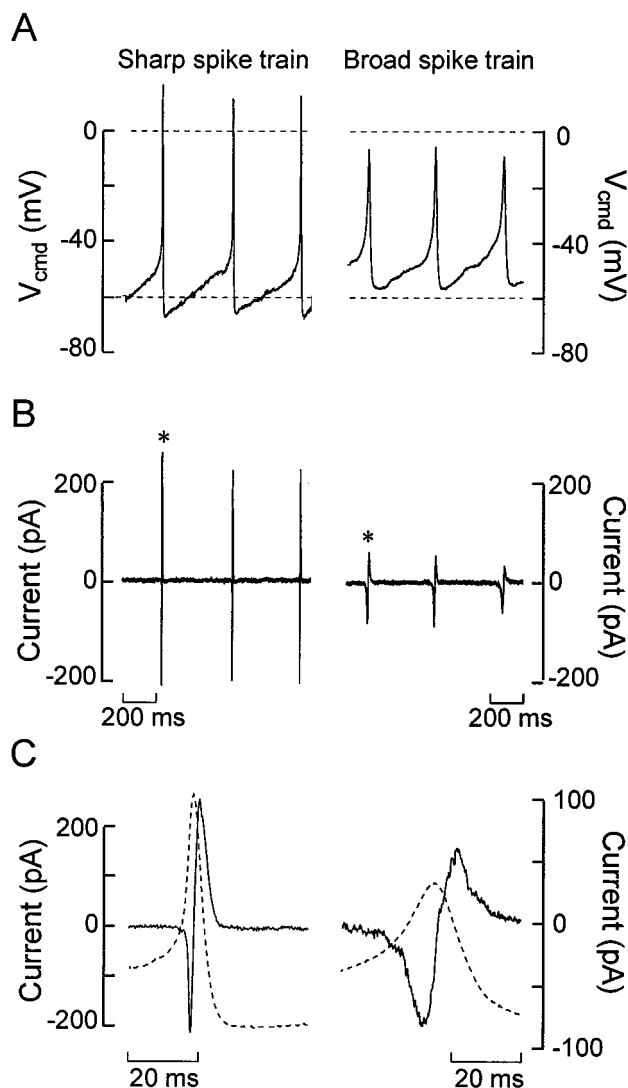 A
Sharp spike train
Broad spike train
0
-40
-80
V_cmd (mV)
0
-40
-80
V_cmd (mV)
B
*
*
200
0
-200
Current (pA)
200
0
-200
Current (pA)
200 ms
200 ms
C
200
0
-200
Current (pA)
100
0
-100
Current (pA)
20 ms
20 ms